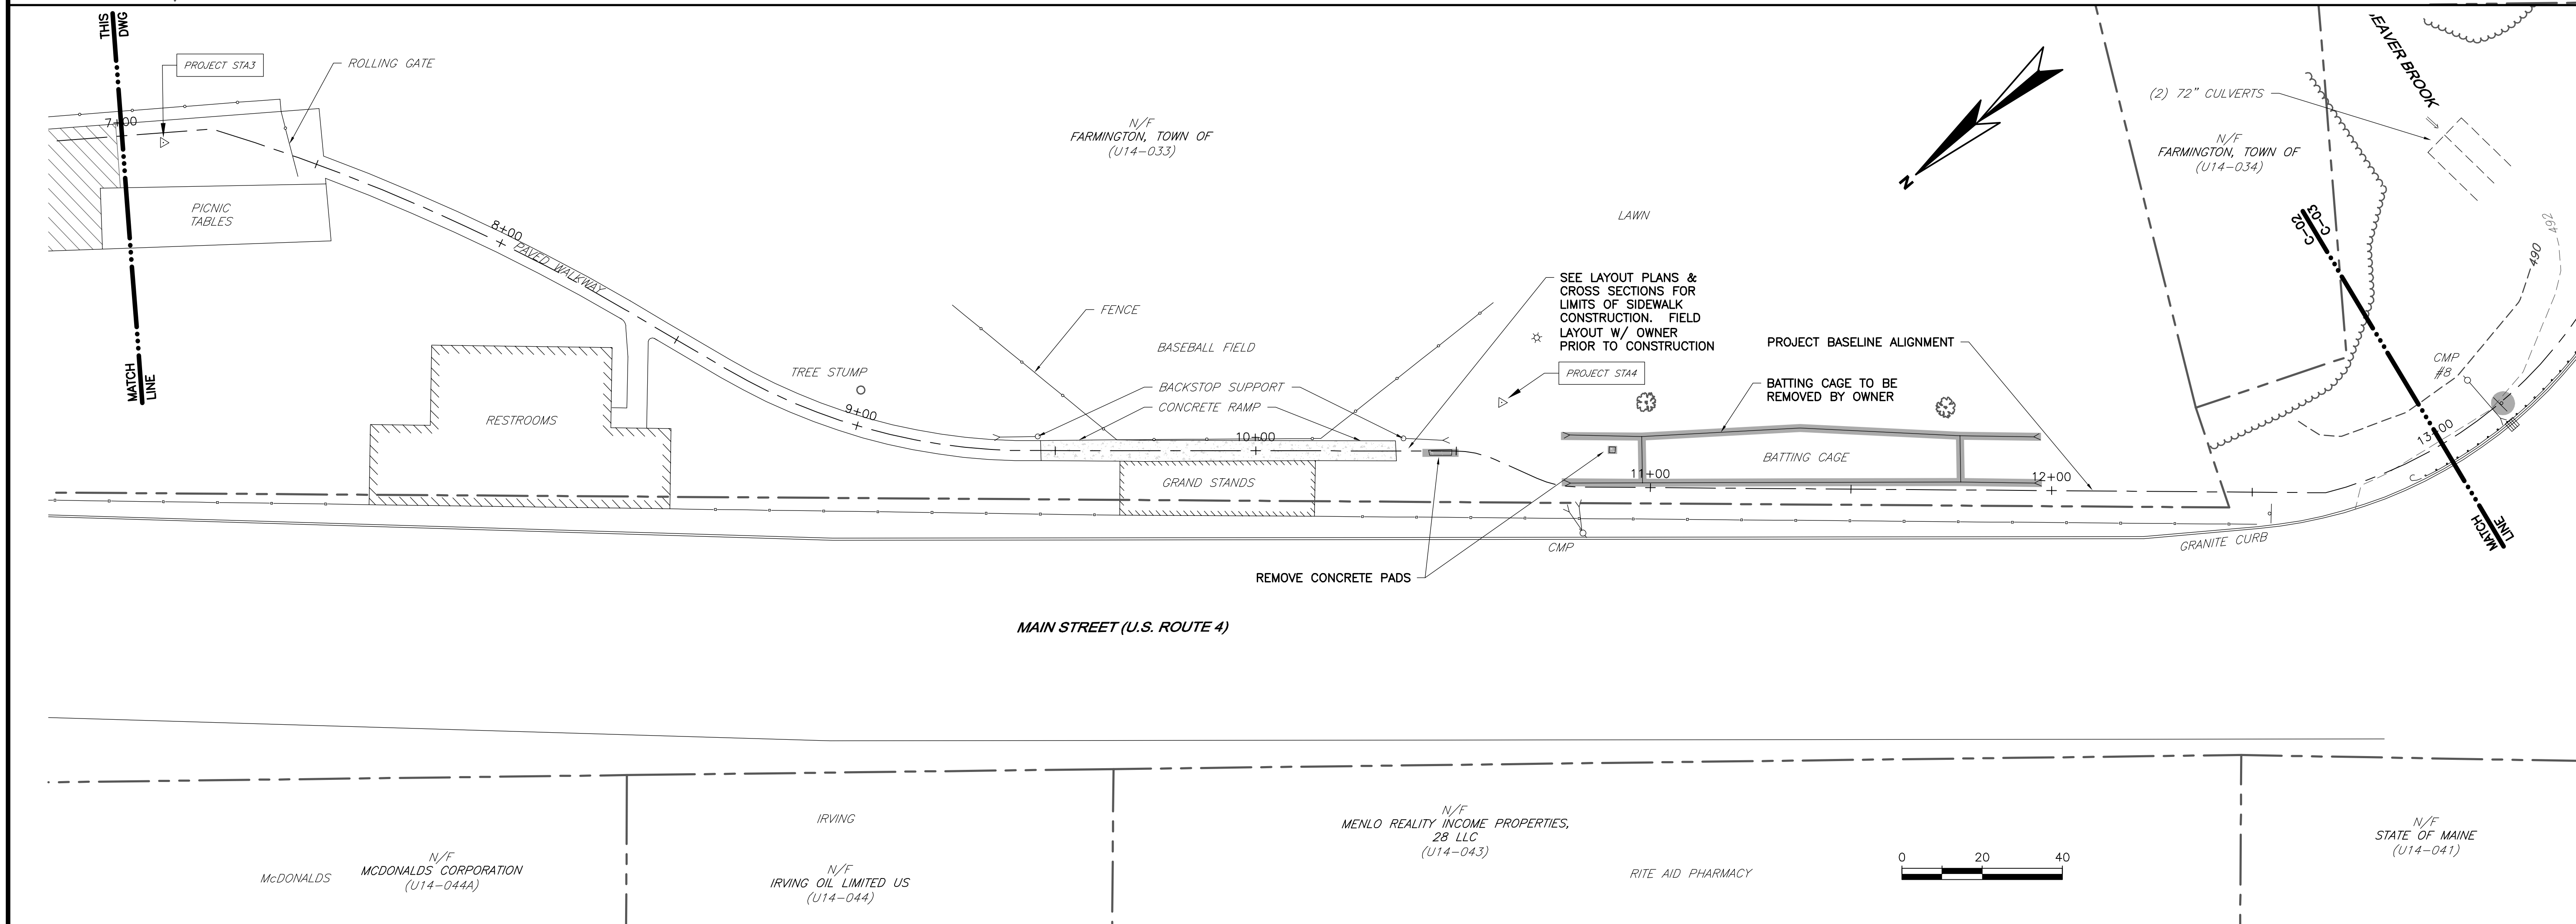 THIS
DWG
MATCH
LINE
PROJECT STA3
ROLLING GATE
7+00
PICNIC
TABLES
8+00
PAVED WALKWAY
RESTROOMS
TREE STUMP
9+00
N/F
FARMINGTON, TOWN OF
(U14-033)
FENCE
BASEBALL FIELD
BACKSTOP SUPPORT
CONCRETE RAMP
10+00
GRAND STANDS
LAWN
SEE LAYOUT PLANS &
CROSS SECTIONS FOR
LIMITS OF SIDEWALK
CONSTRUCTION. FIELD
LAYOUT W/ OWNER
PRIOR TO CONSTRUCTION
PROJECT STA4
PROJECT BASELINE ALIGNMENT
BATTING CAGE TO BE
REMOVED BY OWNER
BATTING CAGE
11+00
12+00
CMP
REMOVE CONCRETE PADS
N
(2) 72" CULVERTS
N/F
FARMINGTON, TOWN OF
(U14-034)
EAVER BROOK
C-02
C-03
492
490
CMP
#8
13+00
C
MATCH
LINE
GRANITE CURB
MAIN STREET (U.S. ROUTE 4)
McDONALDS
N/F
MCDONALDS CORPORATION
(U14-044A)
IRVING
N/F
IRVING OIL LIMITED US
(U14-044)
N/F
MENLO REALITY INCOME PROPERTIES,
28 LLC
(U14-043)
RITE AID PHARMACY
0 20 40
N/F
STATE OF MAINE
(U14-041)